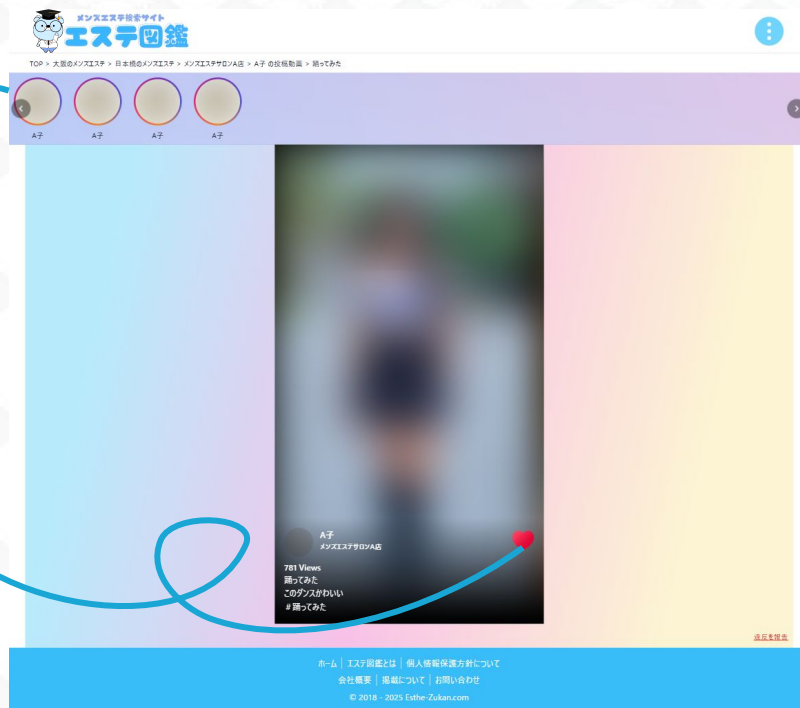 メンズエステ検索サイト
エステ図鑑
TOP > 大阪のメンズエステ > 日本橋のメンズエステ > メンズエステサロンA店 > A子 の投稿動画 > 踊ってみた
A子
A子
A子
A子
A子
メンズエステサロンA店
781 Views
踊ってみた
このダンスかわいい
# 踊ってみた
違反を報告
ホーム | エステ図鑑とは | 個人情報保護方針について
会社概要 | 掲載について | お問い合わせ
© 2018 - 2025 Esthe-Zukan.com